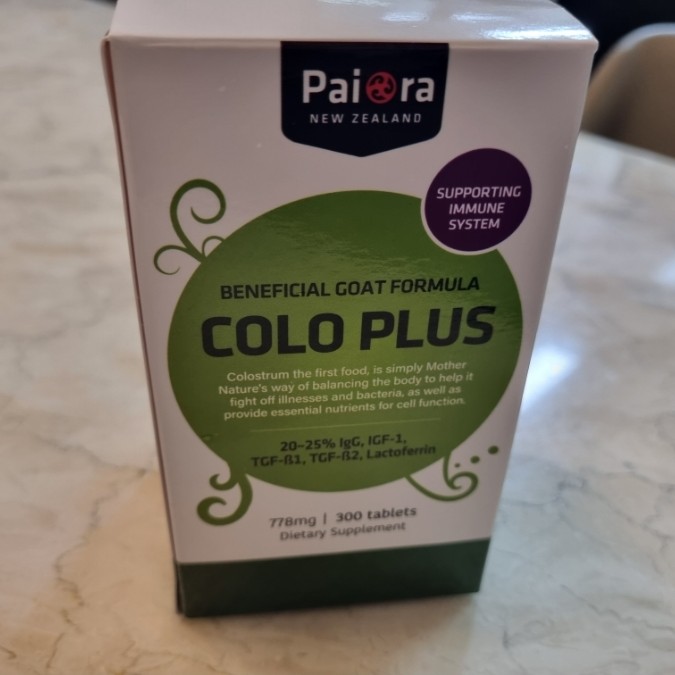 Paiora
NEW ZEALAND
SUPPORTING
IMMUNE
SYSTEM
BENEFICIAL GOAT FORMULA
COLO PLUS
Colostrum the first food, is simply Mother
Nature's way of balancing the body to help it
fight off illnesses and bacteria, as well as
provide essential nutrients for cell function.
20-25% IgG, IGF-1,
TGF-ß1, TGF-ß2, Lactoferrin
778mg | 300 tablets
Dietary Supplement